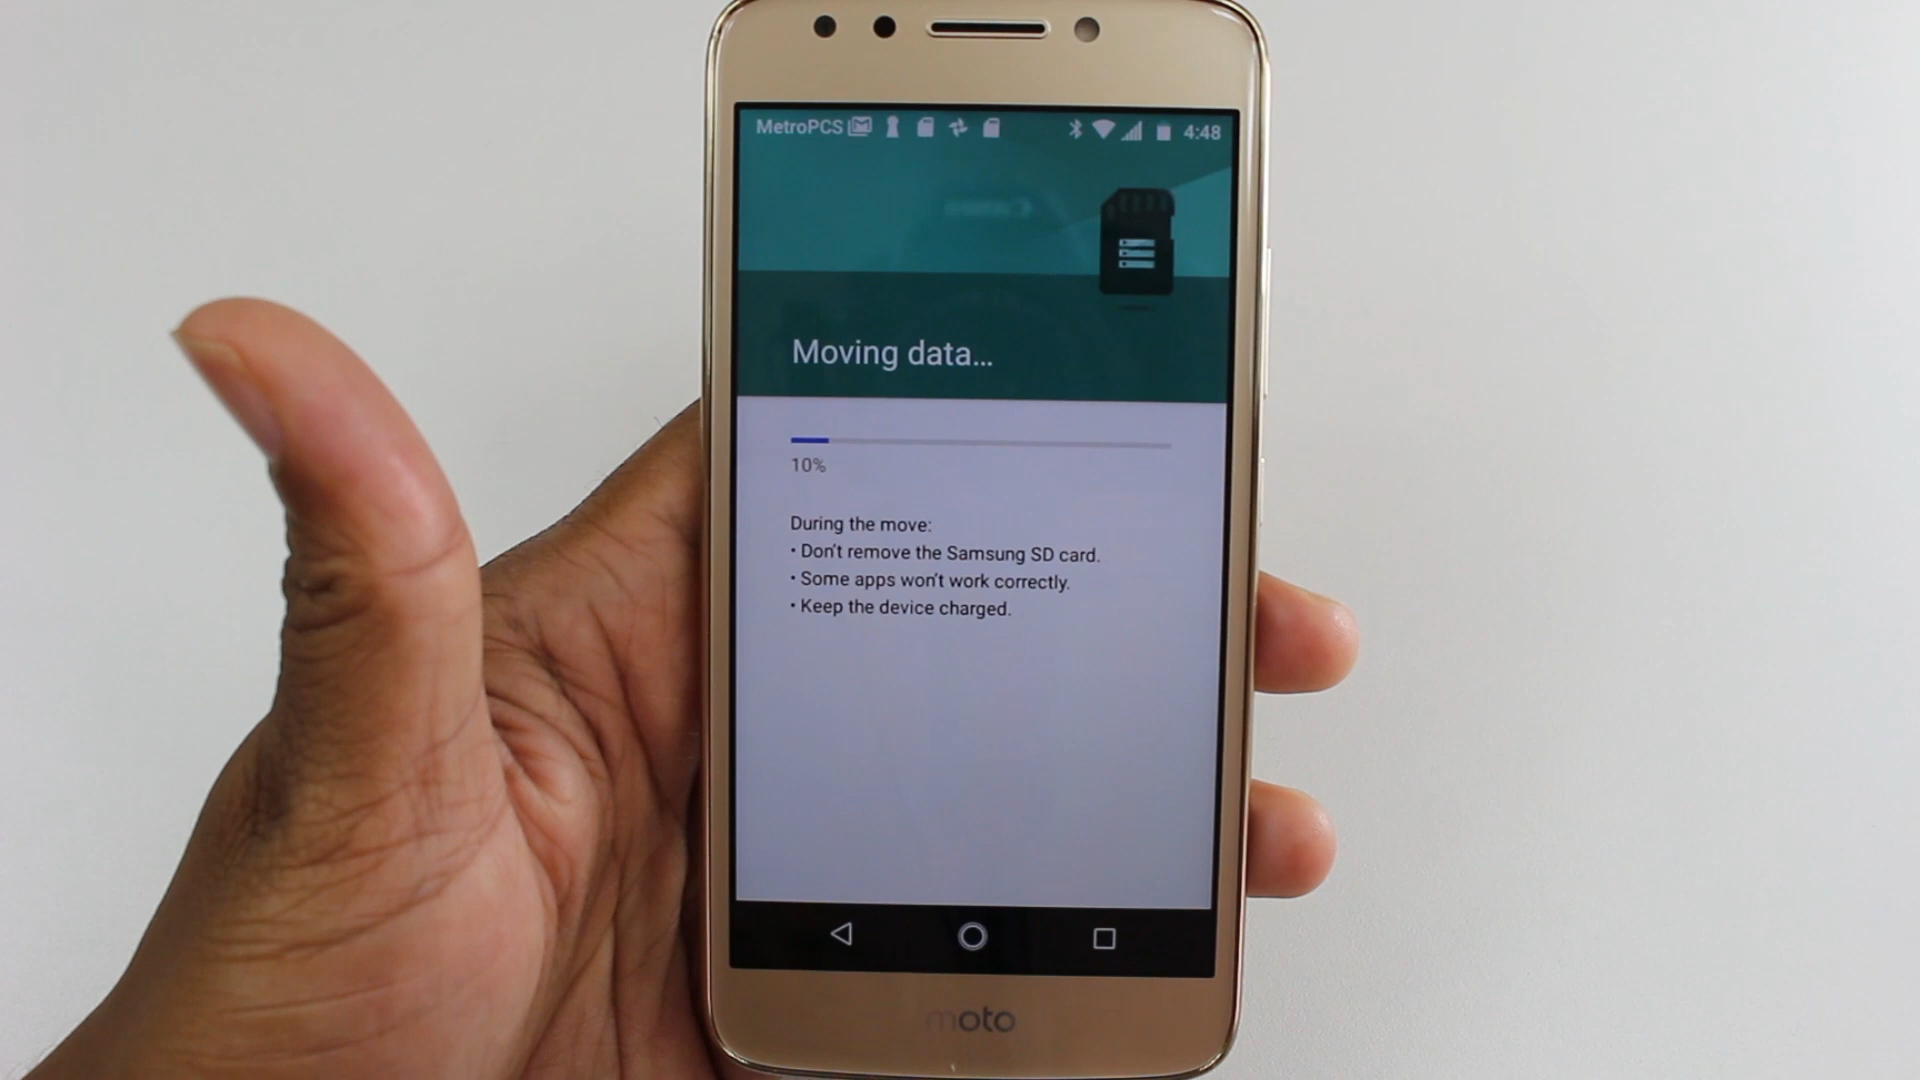 MetroPCS 4:48
Moving data...
10%
During the move:
• Don't remove the Samsung SD card.
• Some apps won't work correctly.
• Keep the device charged.
moto